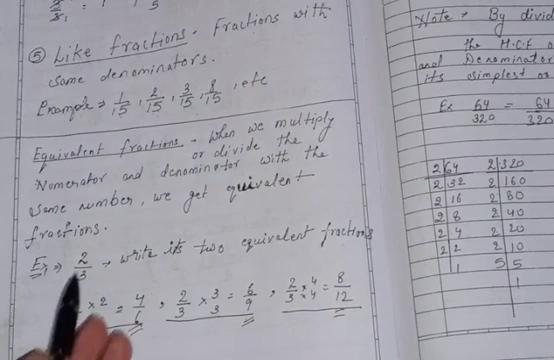 1 5
⑤ Like fractions - Fractions with
same denominators.
Example → 1/15, 2/15, 3/15, 8/15, etc
Equivalent fractions - When we multiply
or divide the
Numerator and denominator with the
same number, we get equivalent
fractions.
Ex → 2/3 → write its two equivalent fractions
× 2 = 4/6, 2/3 × 3/3 = 6/9, 2/3 × 4/4 = 8/12
Note → By divid
the H.C.F o
and Denominator
its simplest
Ex 64/320 = 64/320
2 64 2 320
2 32 2 160
2 16 2 80
2 8 2 40
2 4 2 20
2 2 2 10
1 5 5
1